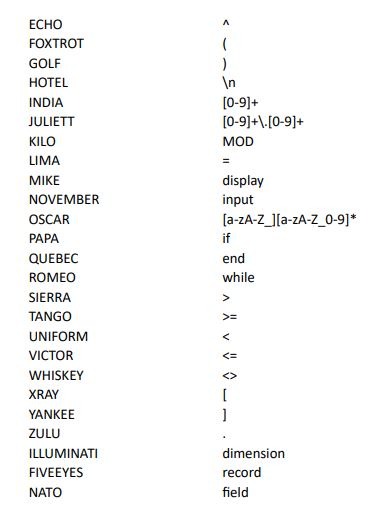 ECHO ^
FOXTROT (
GOLF )
HOTEL \n
INDIA [0-9]+
JULIETT [0-9]+\.[0-9]+
KILO MOD
LIMA =
MIKE display
NOVEMBER input
OSCAR [a-zA-Z_][a-zA-Z_0-9]*
PAPA if
QUEBEC end
ROMEO while
SIERRA >
TANGO >=
UNIFORM <
VICTOR <=
WHISKEY <>
XRAY [
YANKEE ]
ZULU .
ILLUMINATI dimension
FIVEEYES record
NATO field